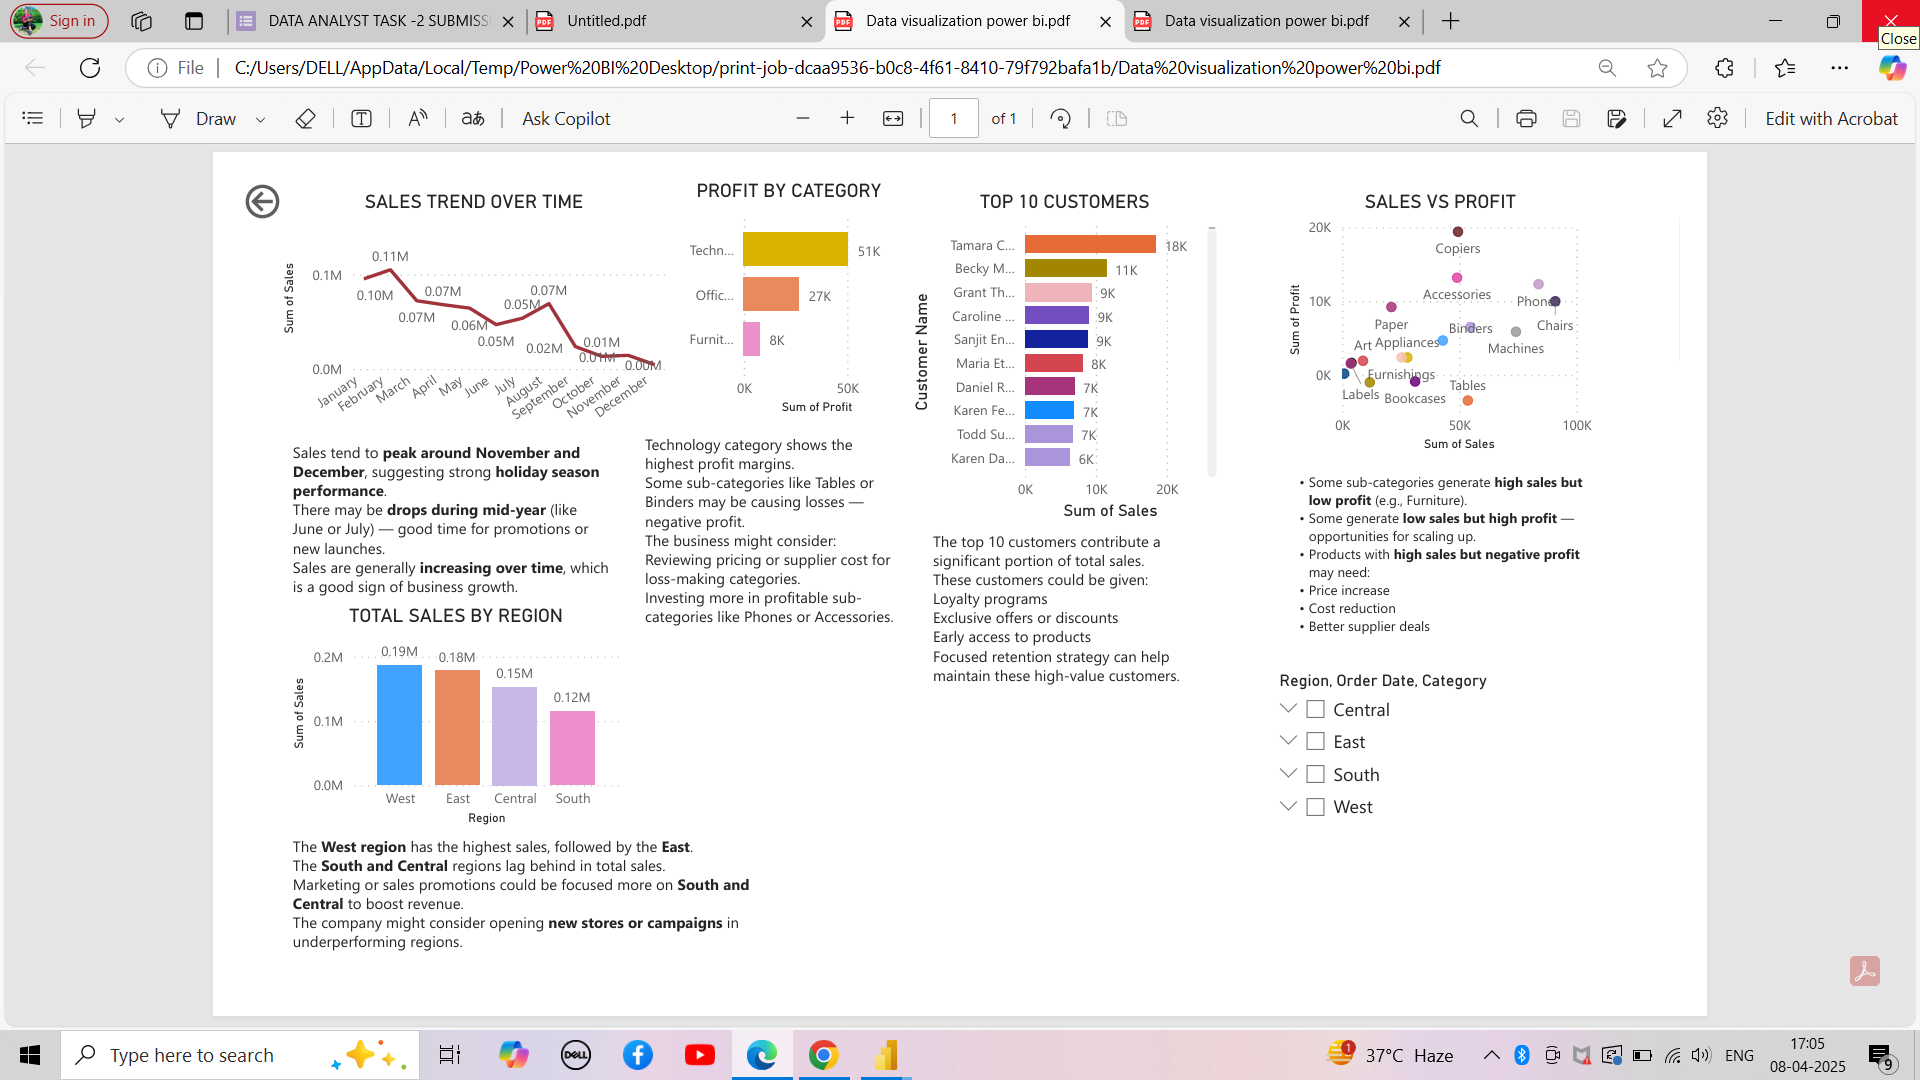 Sign in
DATA ANALYST TASK -2 SUBMISS
Untitled.pdf
Data visualization power bi.pdf
Data visualization power bi.pdf
Close
File
C:/Users/DELL/AppData/Local/Temp/Power%20BI%20Desktop/print-job-dcaa9536-b0c8-4f61-8410-79f792bafa1b/Data%20visualization%20power%20bi.pdf
Draw
Ask Copilot
1 of 1
Edit with Acrobat
SALES TREND OVER TIME
Sum of Sales
0.1M
0.0M
0.11M
0.10M
0.07M
0.07M
0.06M
0.05M
0.05M
0.07M
0.02M
0.01M
0.01M
0.00M
January
February
March
April
May
June
July
August
September
October
November
December
Sales tend to peak around November and
December, suggesting strong holiday season
performance.
There may be drops during mid-year (like
June or July) — good time for promotions or
new launches.
Sales are generally increasing over time, which
is a good sign of business growth.
TOTAL SALES BY REGION
Sum of Sales
0.2M
0.1M
0.0M
0.19M
0.18M
0.15M
0.12M
West
East
Central
South
Region
The West region has the highest sales, followed by the East.
The South and Central regions lag behind in total sales.
Marketing or sales promotions could be focused more on South and
Central to boost revenue.
The company might consider opening new stores or campaigns in
underperforming regions.
PROFIT BY CATEGORY
Techn... 51K
Offic... 27K
Furnit... 8K
0K 50K
Sum of Profit
Technology category shows the
highest profit margins.
Some sub-categories like Tables or
Binders may be causing losses —
negative profit.
The business might consider:
Reviewing pricing or supplier cost for
loss-making categories.
Investing more in profitable sub-
categories like Phones or Accessories.
TOP 10 CUSTOMERS
Customer Name
Tamara C... 18K
Becky M... 11K
Grant Th... 9K
Caroline ... 9K
Sanjit En... 9K
Maria Et... 8K
Daniel R... 7K
Karen Fe... 7K
Todd Su... 7K
Karen Da... 6K
0K 10K 20K
Sum of Sales
The top 10 customers contribute a
significant portion of total sales.
These customers could be given:
Loyalty programs
Exclusive offers or discounts
Early access to products
Focused retention strategy can help
maintain these high-value customers.
SALES VS PROFIT
Sum of Profit
20K
10K
0K
Copiers
Accessories
Phones
Chairs
Paper
Binders
Machines
Art
Appliances
Furnishings
Labels
Bookcases
Tables
0K 50K 100K
Sum of Sales
• Some sub-categories generate high sales but
low profit (e.g., Furniture).
• Some generate low sales but high profit —
opportunities for scaling up.
• Products with high sales but negative profit
may need:
• Price increase
• Cost reduction
• Better supplier deals
Region, Order Date, Category
Central
East
South
West
Type here to search
DELL
1
37°C Haze
ENG
17:05
08-04-2025
9